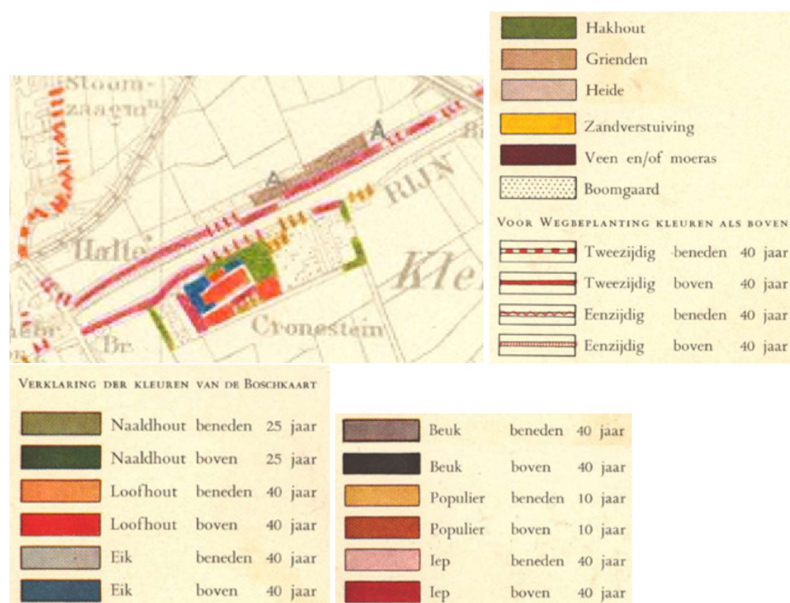 Stoom-
zaagmn
A
A
RIJN
Halte
Kle
Cronestein
Br.
Hakhout
Grienden
Heide
Zandverstuiving
Veen en/of moeras
Boomgaard
VOOR WEGBEPLANTING KLEUREN ALS BOVEN
Tweezijdig beneden 40 jaar
Tweezijdig boven 40 jaar
Eenzijdig beneden 40 jaar
Eenzijdig boven 40 jaar
VERKLARING DER KLEUREN VAN DE BOSCHKAART
Naaldhout beneden 25 jaar
Naaldhout boven 25 jaar
Loofhout beneden 40 jaar
Loofhout boven 40 jaar
Eik beneden 40 jaar
Eik boven 40 jaar
Beuk beneden 40 jaar
Beuk boven 40 jaar
Populier beneden 10 jaar
Populier boven 10 jaar
Iep beneden 40 jaar
Iep boven 40 jaar